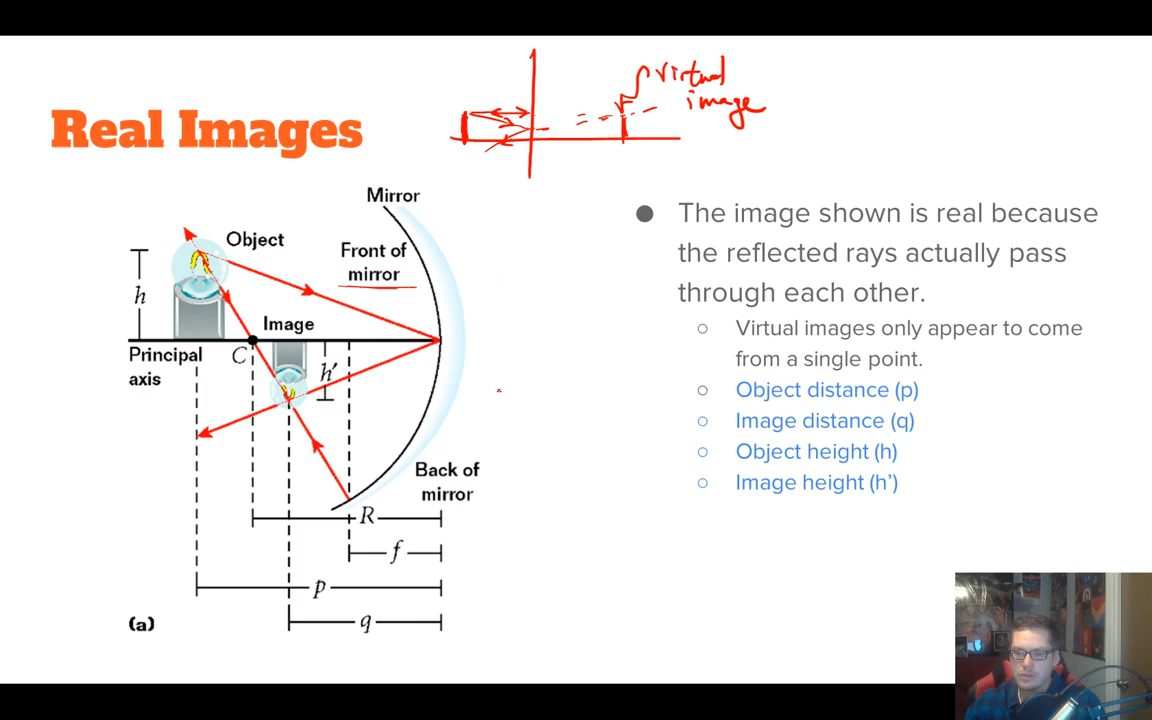 virtual
image
Real Images
Mirror
Object
Front of
mirror
h
Image
Principal
axis
C
h'
Back of
mirror
R
f
p
q
(a)
● The image shown is real because
the reflected rays actually pass
through each other.
○ Virtual images only appear to come
from a single point.
○ Object distance (p)
○ Image distance (q)
○ Object height (h)
○ Image height (h’)